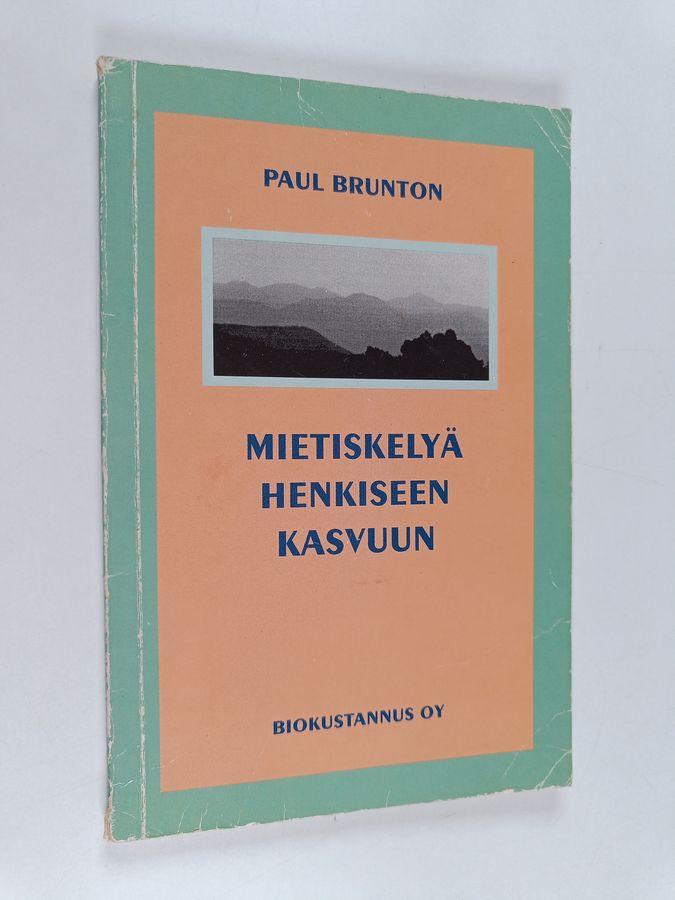 PAUL BRUNTON
MIETISKELYÄ
HENKISEEN
KASVUUN
BIOKUSTANNUS OY